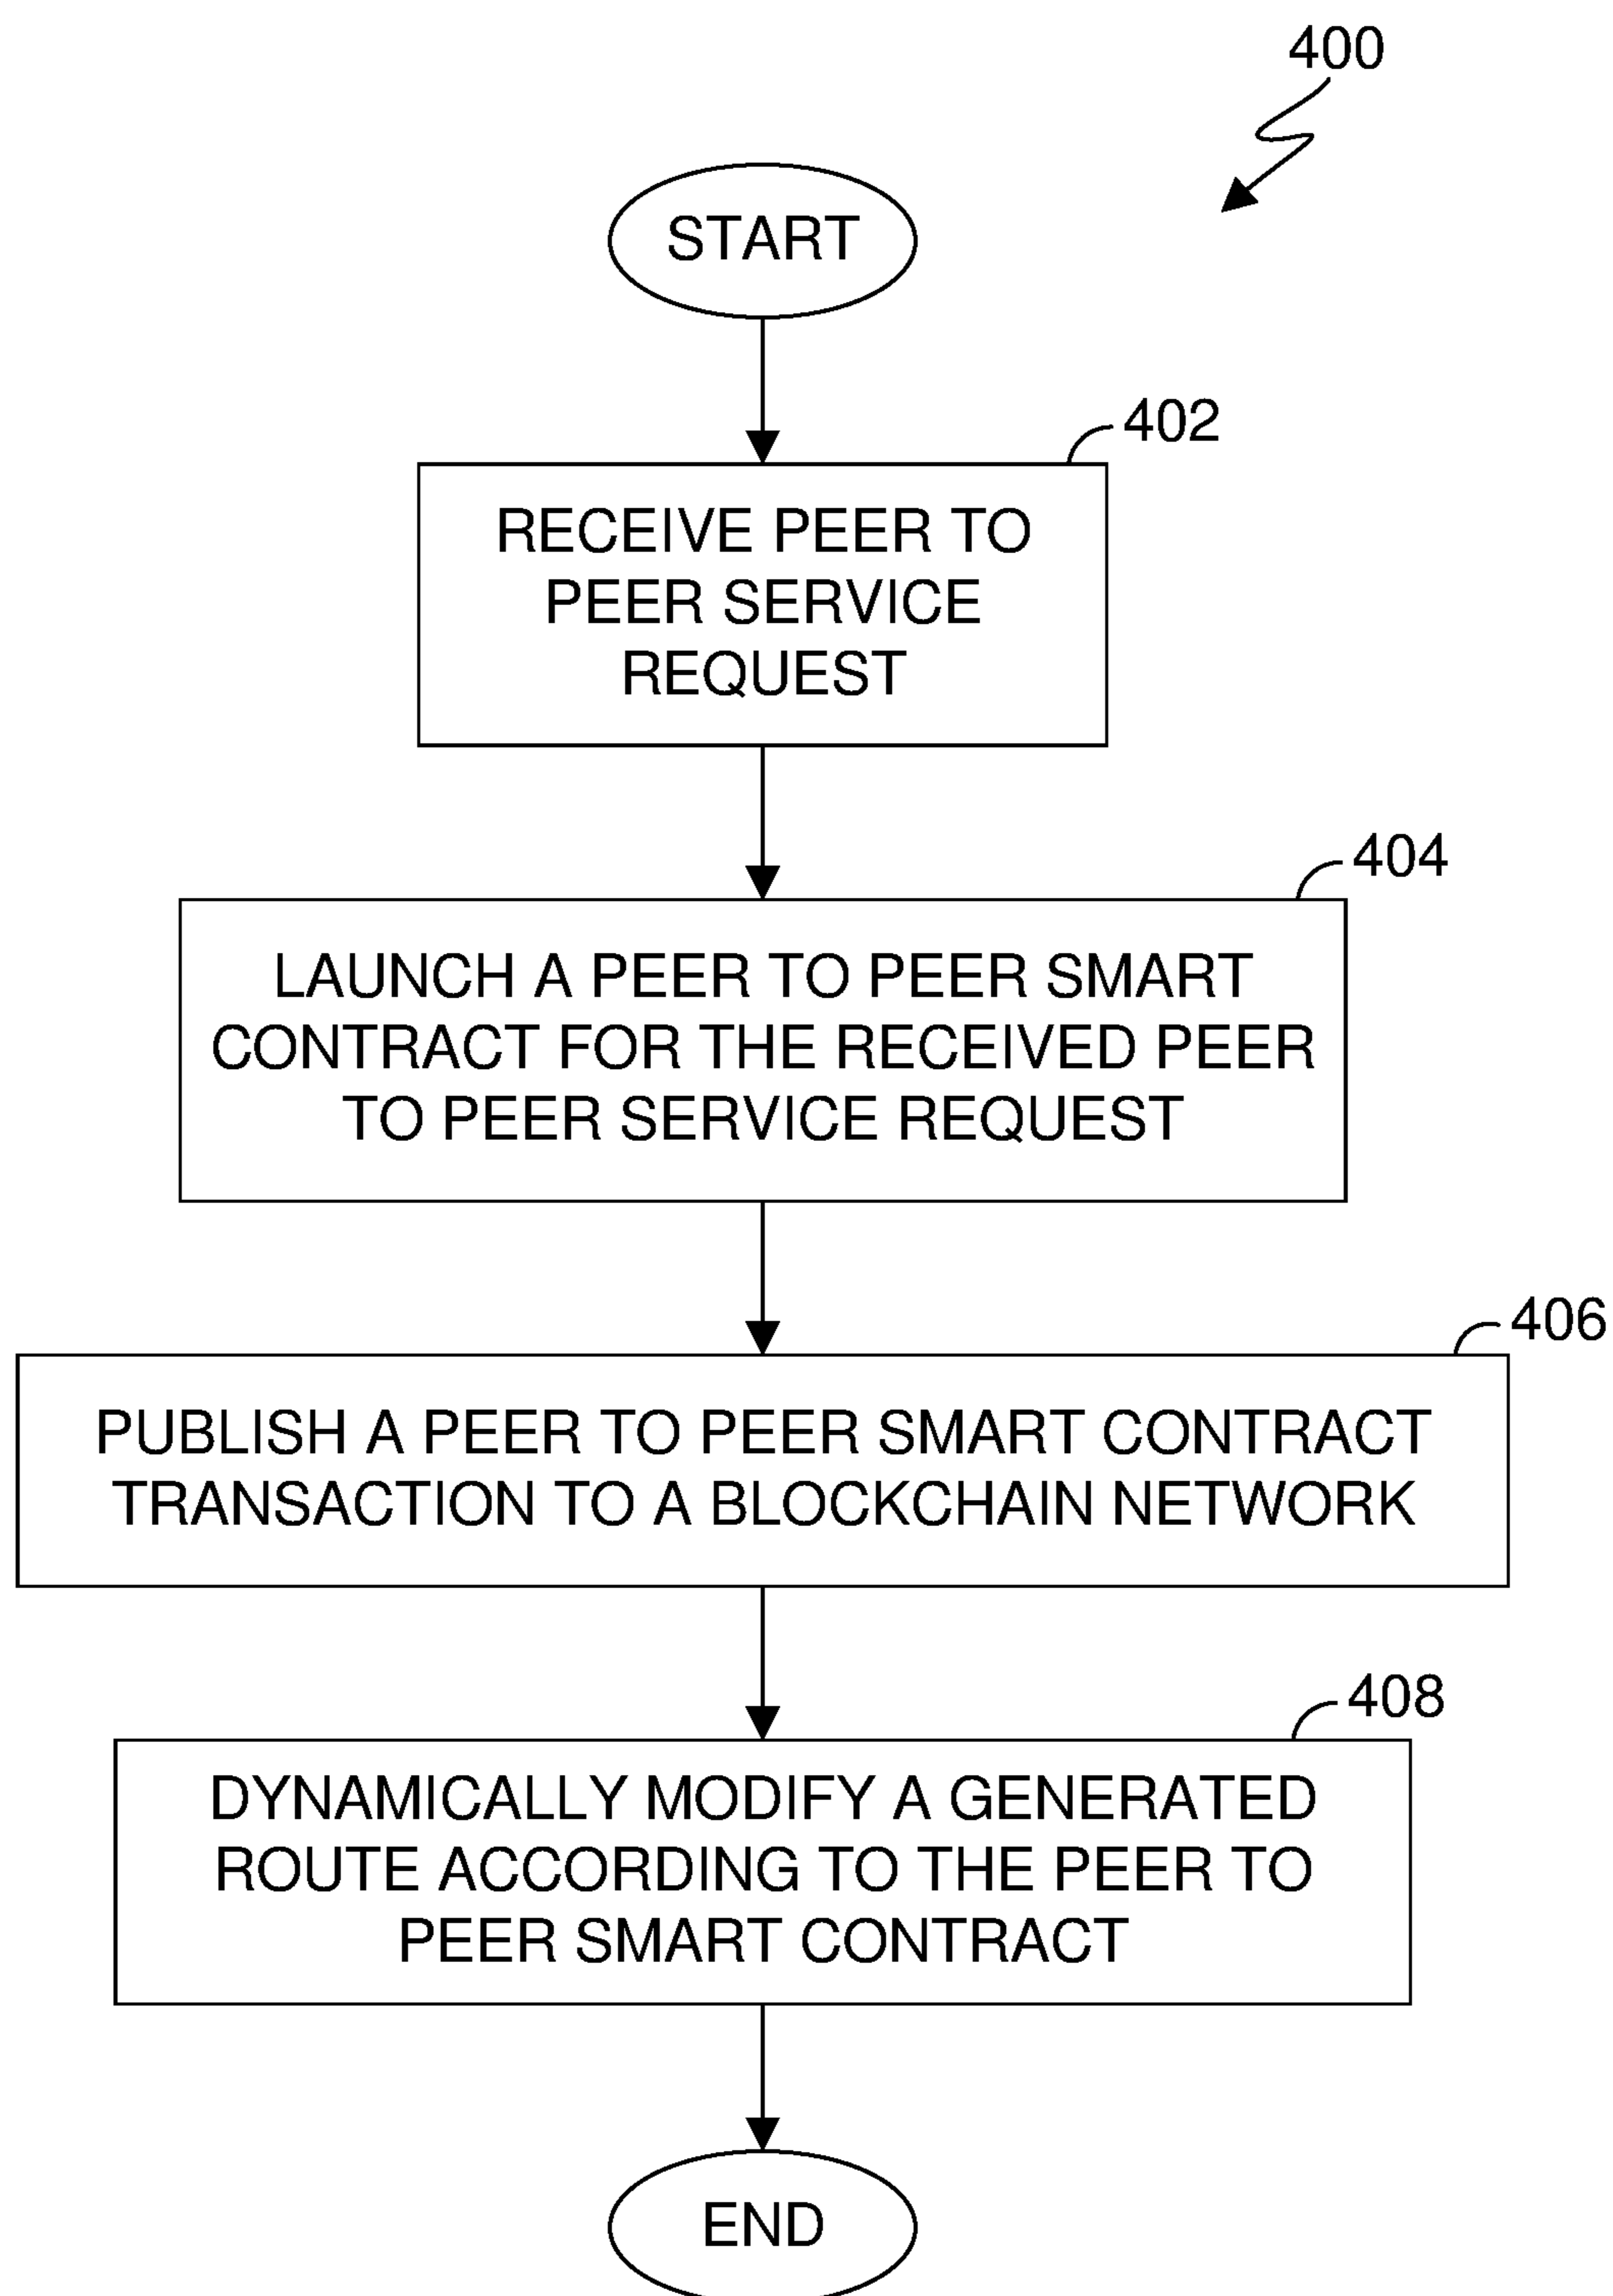 400
START
402
RECEIVE PEER TO
PEER SERVICE
REQUEST
404
LAUNCH A PEER TO PEER SMART
CONTRACT FOR THE RECEIVED PEER
TO PEER SERVICE REQUEST
406
PUBLISH A PEER TO PEER SMART CONTRACT
TRANSACTION TO A BLOCKCHAIN NETWORK
408
DYNAMICALLY MODIFY A GENERATED
ROUTE ACCORDING TO THE PEER TO
PEER SMART CONTRACT
END